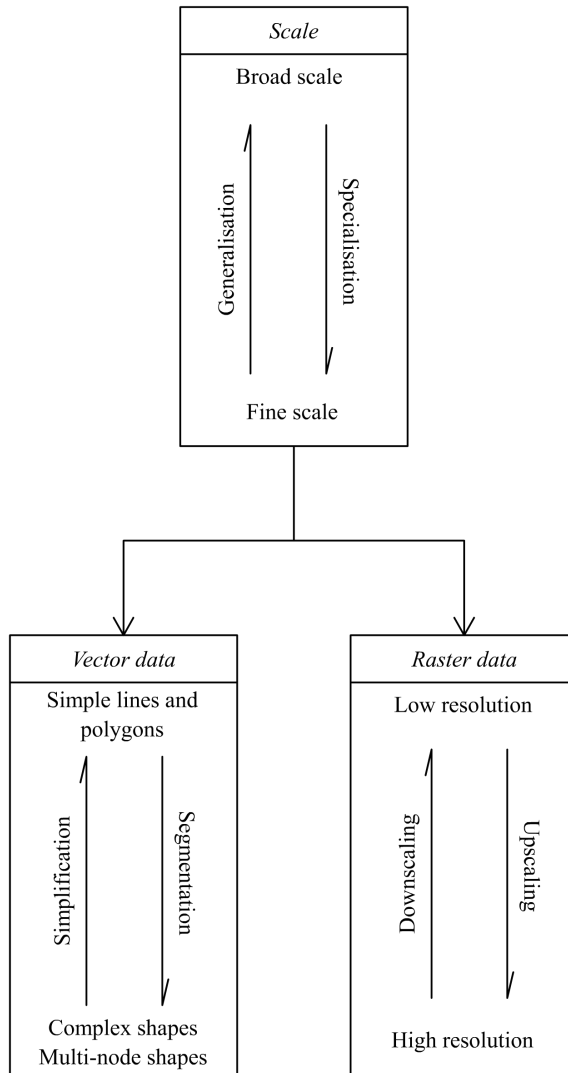 Scale
Broad scale
Generalisation
Specialisation
Fine scale
Vector data
Simple lines and
polygons
Simplification
Segmentation
Complex shapes
Multi-node shapes
Raster data
Low resolution
Downscaling
Upscaling
High resolution